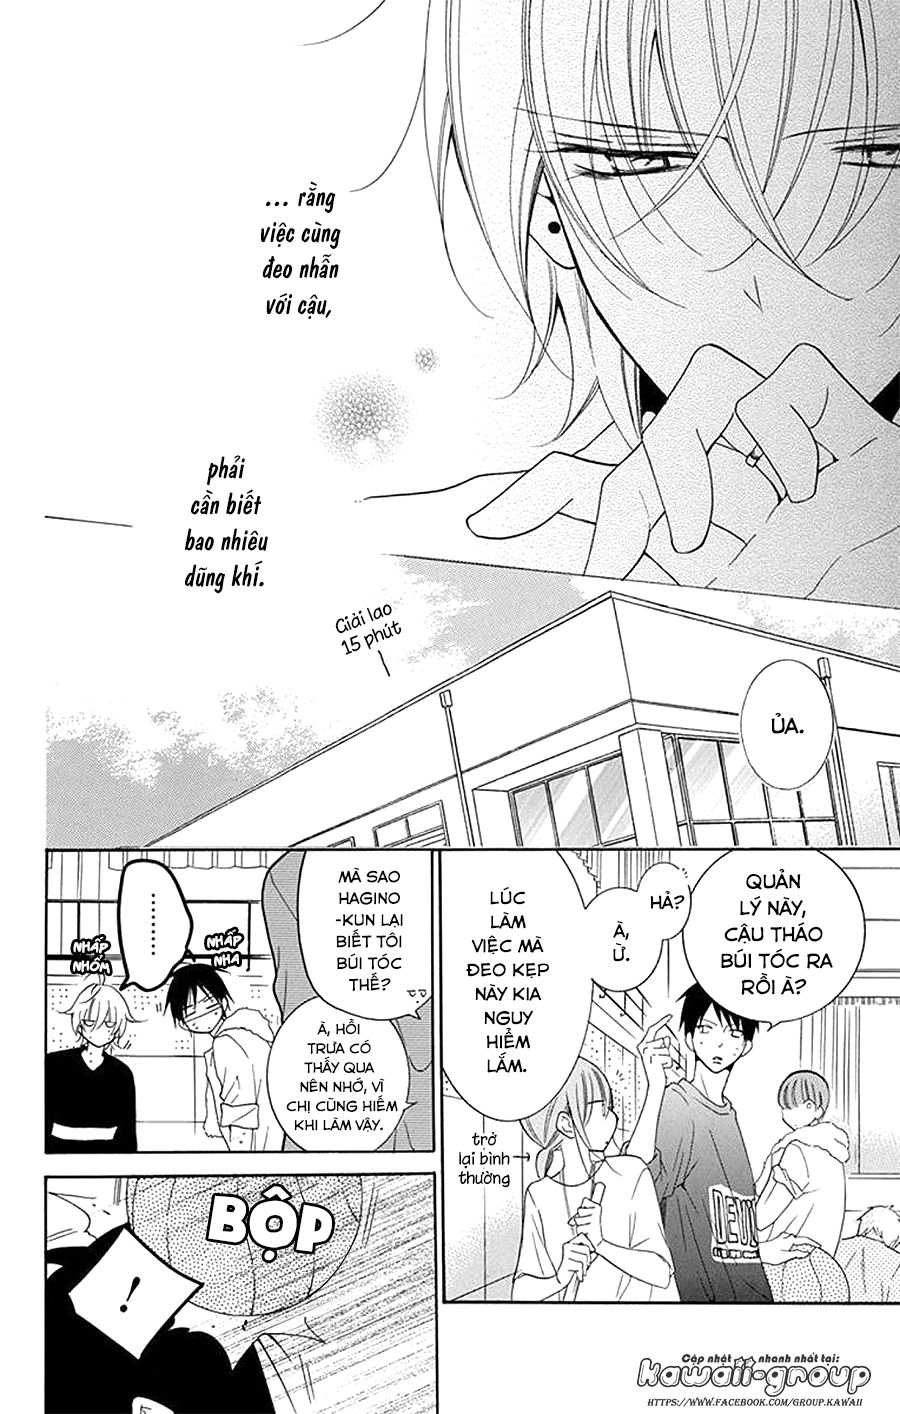 ... rằng
việc cùng
đeo nhẫn
với cậu,
phải
cần biết
bao nhiêu
dũng khí.
Giải lao
15 phút
ỦA.
QUẢN
LÝ NÀY,
CẬU THÁO
BÚI TÓC RA
RỒI À?
HẢ?
À,
Ừ.
LÚC
LÀM
VIỆC MÀ
ĐEO KẸP
NÀY KIA
NGUY
HIỂM
LẮM.
trở
lại bình
thường
DEUX
MÀ SAO
HAGINO
-KUN LẠI
BIẾT TÔI
BÚI TÓC
THẾ?
À, HỒI
TRƯA CÓ
THẤY QUA
NÊN NHỚ, VÌ
CHỊ CŨNG HIẾM
KHI LÀM VẬY.
NHẤP
NHA
.........
NHẤP
NHỔM
BỘP
!
Cập nhật nhanh nhất tại:
kawaii-group
HTTPS://WWW.FACEBOOK.COM/GROUP.KAWAII